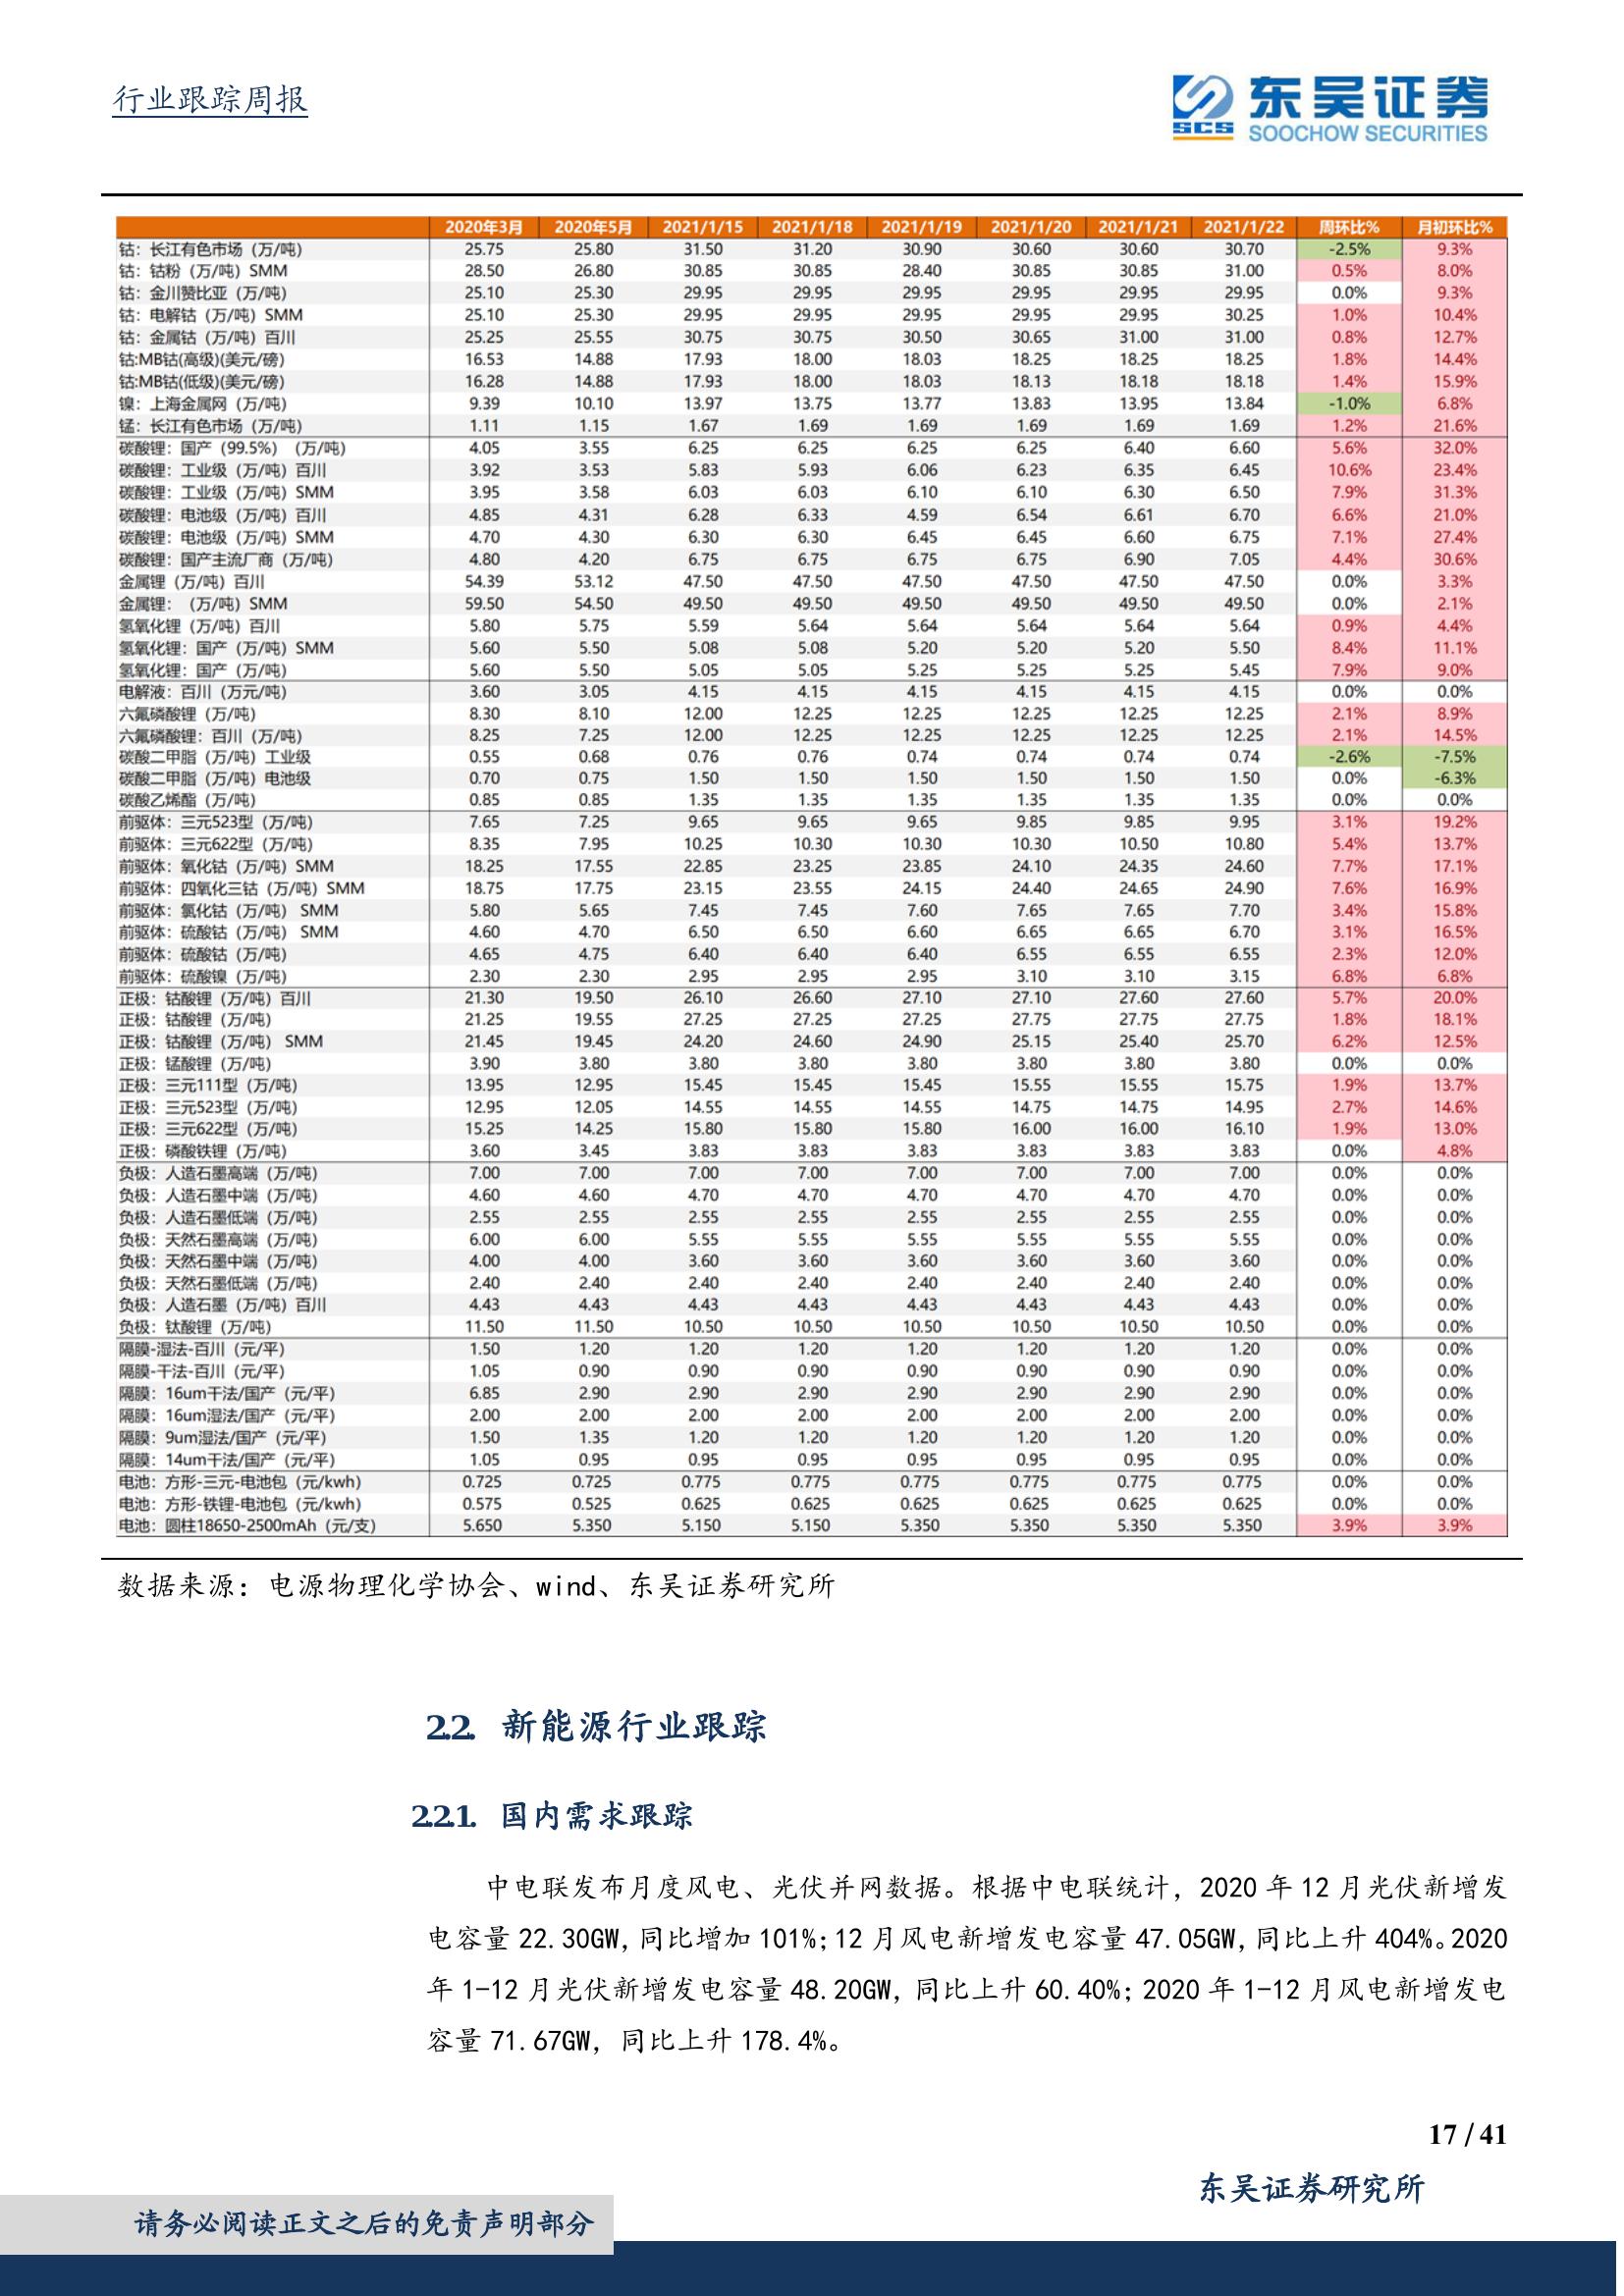 行业跟踪周报
SCS 东吴证券
SOOCHOW SECURITIES
2020年3月 2020年5月 2021/1/15 2021/1/18 2021/1/19 2021/1/20 2021/1/21 2021/1/22 周环比% 月初环比%
钴：长江有色市场（万/吨） 25.75 25.80 31.50 31.20 30.90 30.60 30.60 30.70 -2.5% 9.3%
钴：钴粉（万/吨）SMM 28.50 26.80 30.85 30.85 28.40 30.85 30.85 31.00 0.5% 8.0%
钴：金川赞比亚（万/吨） 25.10 25.30 29.95 29.95 29.95 29.95 29.95 29.95 0.0% 9.3%
钴：电解钴（万/吨）SMM 25.10 25.30 29.95 29.95 29.95 29.95 29.95 30.25 1.0% 10.4%
钴：金属钴（万/吨）百川 25.25 25.55 30.75 30.75 30.50 30.65 31.00 31.00 0.8% 12.7%
钴:MB钴(高级)(美元/磅) 16.53 14.88 17.93 18.00 18.03 18.25 18.25 18.25 1.8% 14.4%
钴:MB钴(低级)(美元/磅) 16.28 14.88 17.93 18.00 18.03 18.13 18.18 18.18 1.4% 15.9%
镍：上海金属网（万/吨） 9.39 10.10 13.97 13.75 13.77 13.83 13.95 13.84 -1.0% 6.8%
锰：长江有色市场（万/吨） 1.11 1.15 1.67 1.69 1.69 1.69 1.69 1.69 1.2% 21.6%
碳酸锂：国产（99.5%）（万/吨） 4.05 3.55 6.25 6.25 6.25 6.25 6.40 6.60 5.6% 32.0%
碳酸锂：工业级（万/吨）百川 3.92 3.53 5.83 5.93 6.06 6.23 6.35 6.45 10.6% 23.4%
碳酸锂：工业级（万/吨）SMM 3.95 3.58 6.03 6.03 6.10 6.10 6.30 6.50 7.9% 31.3%
碳酸锂：电池级（万/吨）百川 4.85 4.31 6.28 6.33 4.59 6.54 6.61 6.70 6.6% 21.0%
碳酸锂：电池级（万/吨）SMM 4.70 4.30 6.30 6.30 6.45 6.45 6.60 6.75 7.1% 27.4%
碳酸锂：国产主流厂商（万/吨） 4.80 4.20 6.75 6.75 6.75 6.75 6.90 7.05 4.4% 30.6%
金属锂（万/吨）百川 54.39 53.12 47.50 47.50 47.50 47.50 47.50 47.50 0.0% 3.3%
金属锂：（万/吨）SMM 59.50 54.50 49.50 49.50 49.50 49.50 49.50 49.50 0.0% 2.1%
氢氧化锂（万/吨）百川 5.80 5.75 5.59 5.64 5.64 5.64 5.64 5.64 0.9% 4.4%
氢氧化锂：国产（万/吨）SMM 5.60 5.50 5.08 5.08 5.20 5.20 5.20 5.50 8.4% 11.1%
氢氧化锂：国产（万/吨） 5.60 5.50 5.05 5.05 5.25 5.25 5.25 5.45 7.9% 9.0%
电解液：百川（万元/吨） 3.60 3.05 4.15 4.15 4.15 4.15 4.15 4.15 0.0% 0.0%
六氟磷酸锂（万/吨） 8.30 8.10 12.00 12.25 12.25 12.25 12.25 12.25 2.1% 8.9%
六氟磷酸锂：百川（万/吨） 8.25 7.25 12.00 12.25 12.25 12.25 12.25 12.25 2.1% 14.5%
碳酸二甲脂（万/吨）工业级 0.55 0.68 0.76 0.76 0.74 0.74 0.74 0.74 -2.6% -7.5%
碳酸二甲脂（万/吨）电池级 0.70 0.75 1.50 1.50 1.50 1.50 1.50 1.50 0.0% -6.3%
碳酸乙烯酯（万/吨） 0.85 0.85 1.35 1.35 1.35 1.35 1.35 1.35 0.0% 0.0%
前驱体：三元523型（万/吨） 7.65 7.25 9.65 9.65 9.65 9.85 9.85 9.95 3.1% 19.2%
前驱体：三元622型（万/吨） 8.35 7.95 10.25 10.30 10.30 10.30 10.50 10.80 5.4% 13.7%
前驱体：氧化钴（万/吨）SMM 18.25 17.55 22.85 23.25 23.85 24.10 24.35 24.60 7.7% 17.1%
前驱体：四氧化三钴（万/吨）SMM 18.75 17.75 23.15 23.55 24.15 24.40 24.65 24.90 7.6% 16.9%
前驱体：氯化钴（万/吨） SMM 5.80 5.65 7.45 7.45 7.60 7.65 7.65 7.70 3.4% 15.8%
前驱体：硫酸钴（万/吨） SMM 4.60 4.70 6.50 6.50 6.60 6.65 6.65 6.70 3.1% 16.5%
前驱体：硫酸钴（万/吨） 4.65 4.75 6.40 6.40 6.40 6.55 6.55 6.55 2.3% 12.0%
前驱体：硫酸镍（万/吨） 2.30 2.30 2.95 2.95 2.95 3.10 3.10 3.15 6.8% 6.8%
正极：钴酸锂（万/吨）百川 21.30 19.50 26.10 26.60 27.10 27.10 27.60 27.60 5.7% 20.0%
正极：钴酸锂（万/吨） 21.25 19.55 27.25 27.25 27.25 27.75 27.75 27.75 1.8% 18.1%
正极：钴酸锂（万/吨） SMM 21.45 19.45 24.20 24.60 24.90 25.15 25.40 25.70 6.2% 12.5%
正极：锰酸锂（万/吨） 3.90 3.80 3.80 3.80 3.80 3.80 3.80 3.80 0.0% 0.0%
正极：三元111型（万/吨） 13.95 12.95 15.45 15.45 15.45 15.55 15.55 15.75 1.9% 13.7%
正极：三元523型（万/吨） 12.95 12.05 14.55 14.55 14.55 14.75 14.75 14.95 2.7% 14.6%
正极：三元622型（万/吨） 15.25 14.25 15.80 15.80 15.80 16.00 16.00 16.10 1.9% 13.0%
正极：磷酸铁锂（万/吨） 3.60 3.45 3.83 3.83 3.83 3.83 3.83 3.83 0.0% 4.8%
负极：人造石墨高端（万/吨） 7.00 7.00 7.00 7.00 7.00 7.00 7.00 7.00 0.0% 0.0%
负极：人造石墨中端（万/吨） 4.60 4.60 4.70 4.70 4.70 4.70 4.70 4.70 0.0% 0.0%
负极：人造石墨低端（万/吨） 2.55 2.55 2.55 2.55 2.55 2.55 2.55 2.55 0.0% 0.0%
负极：天然石墨高端（万/吨） 6.00 6.00 5.55 5.55 5.55 5.55 5.55 5.55 0.0% 0.0%
负极：天然石墨中端（万/吨） 4.00 4.00 3.60 3.60 3.60 3.60 3.60 3.60 0.0% 0.0%
负极：天然石墨低端（万/吨） 2.40 2.40 2.40 2.40 2.40 2.40 2.40 2.40 0.0% 0.0%
负极：人造石墨（万/吨）百川 4.43 4.43 4.43 4.43 4.43 4.43 4.43 4.43 0.0% 0.0%
负极：钛酸锂（万/吨） 11.50 11.50 10.50 10.50 10.50 10.50 10.50 10.50 0.0% 0.0%
隔膜-湿法-百川（元/平） 1.50 1.20 1.20 1.20 1.20 1.20 1.20 1.20 0.0% 0.0%
隔膜-干法-百川（元/平） 1.05 0.90 0.90 0.90 0.90 0.90 0.90 0.90 0.0% 0.0%
隔膜：16um干法/国产（元/平） 6.85 2.90 2.90 2.90 2.90 2.90 2.90 2.90 0.0% 0.0%
隔膜：16um湿法/国产（元/平） 2.00 2.00 2.00 2.00 2.00 2.00 2.00 2.00 0.0% 0.0%
隔膜：9um湿法/国产（元/平） 1.50 1.35 1.20 1.20 1.20 1.20 1.20 1.20 0.0% 0.0%
隔膜：14um干法/国产（元/平） 1.05 0.95 0.95 0.95 0.95 0.95 0.95 0.95 0.0% 0.0%
电池：方形-三元-电池包（元/kwh） 0.725 0.725 0.775 0.775 0.775 0.775 0.775 0.775 0.0% 0.0%
电池：方形-铁锂-电池包（元/kwh） 0.575 0.525 0.625 0.625 0.625 0.625 0.625 0.625 0.0% 0.0%
电池：圆柱18650-2500mAh（元/支） 5.650 5.350 5.150 5.150 5.350 5.350 5.350 5.350 3.9% 3.9%
数据来源：电源物理化学协会、wind、东吴证券研究所
2.2. 新能源行业跟踪
2.2.1. 国内需求跟踪
中电联发布月度风电、光伏并网数据。根据中电联统计，2020 年 12 月光伏新增发
电容量 22.30GW，同比增加 101%；12 月风电新增发电容量 47.05GW，同比上升 404%。2020
年 1-12 月光伏新增发电容量 48.20GW，同比上升 60.40%；2020 年 1-12 月风电新增发电
容量 71.67GW，同比上升 178.4%。
17 / 41
东吴证券研究所
请务必阅读正文之后的免责声明部分